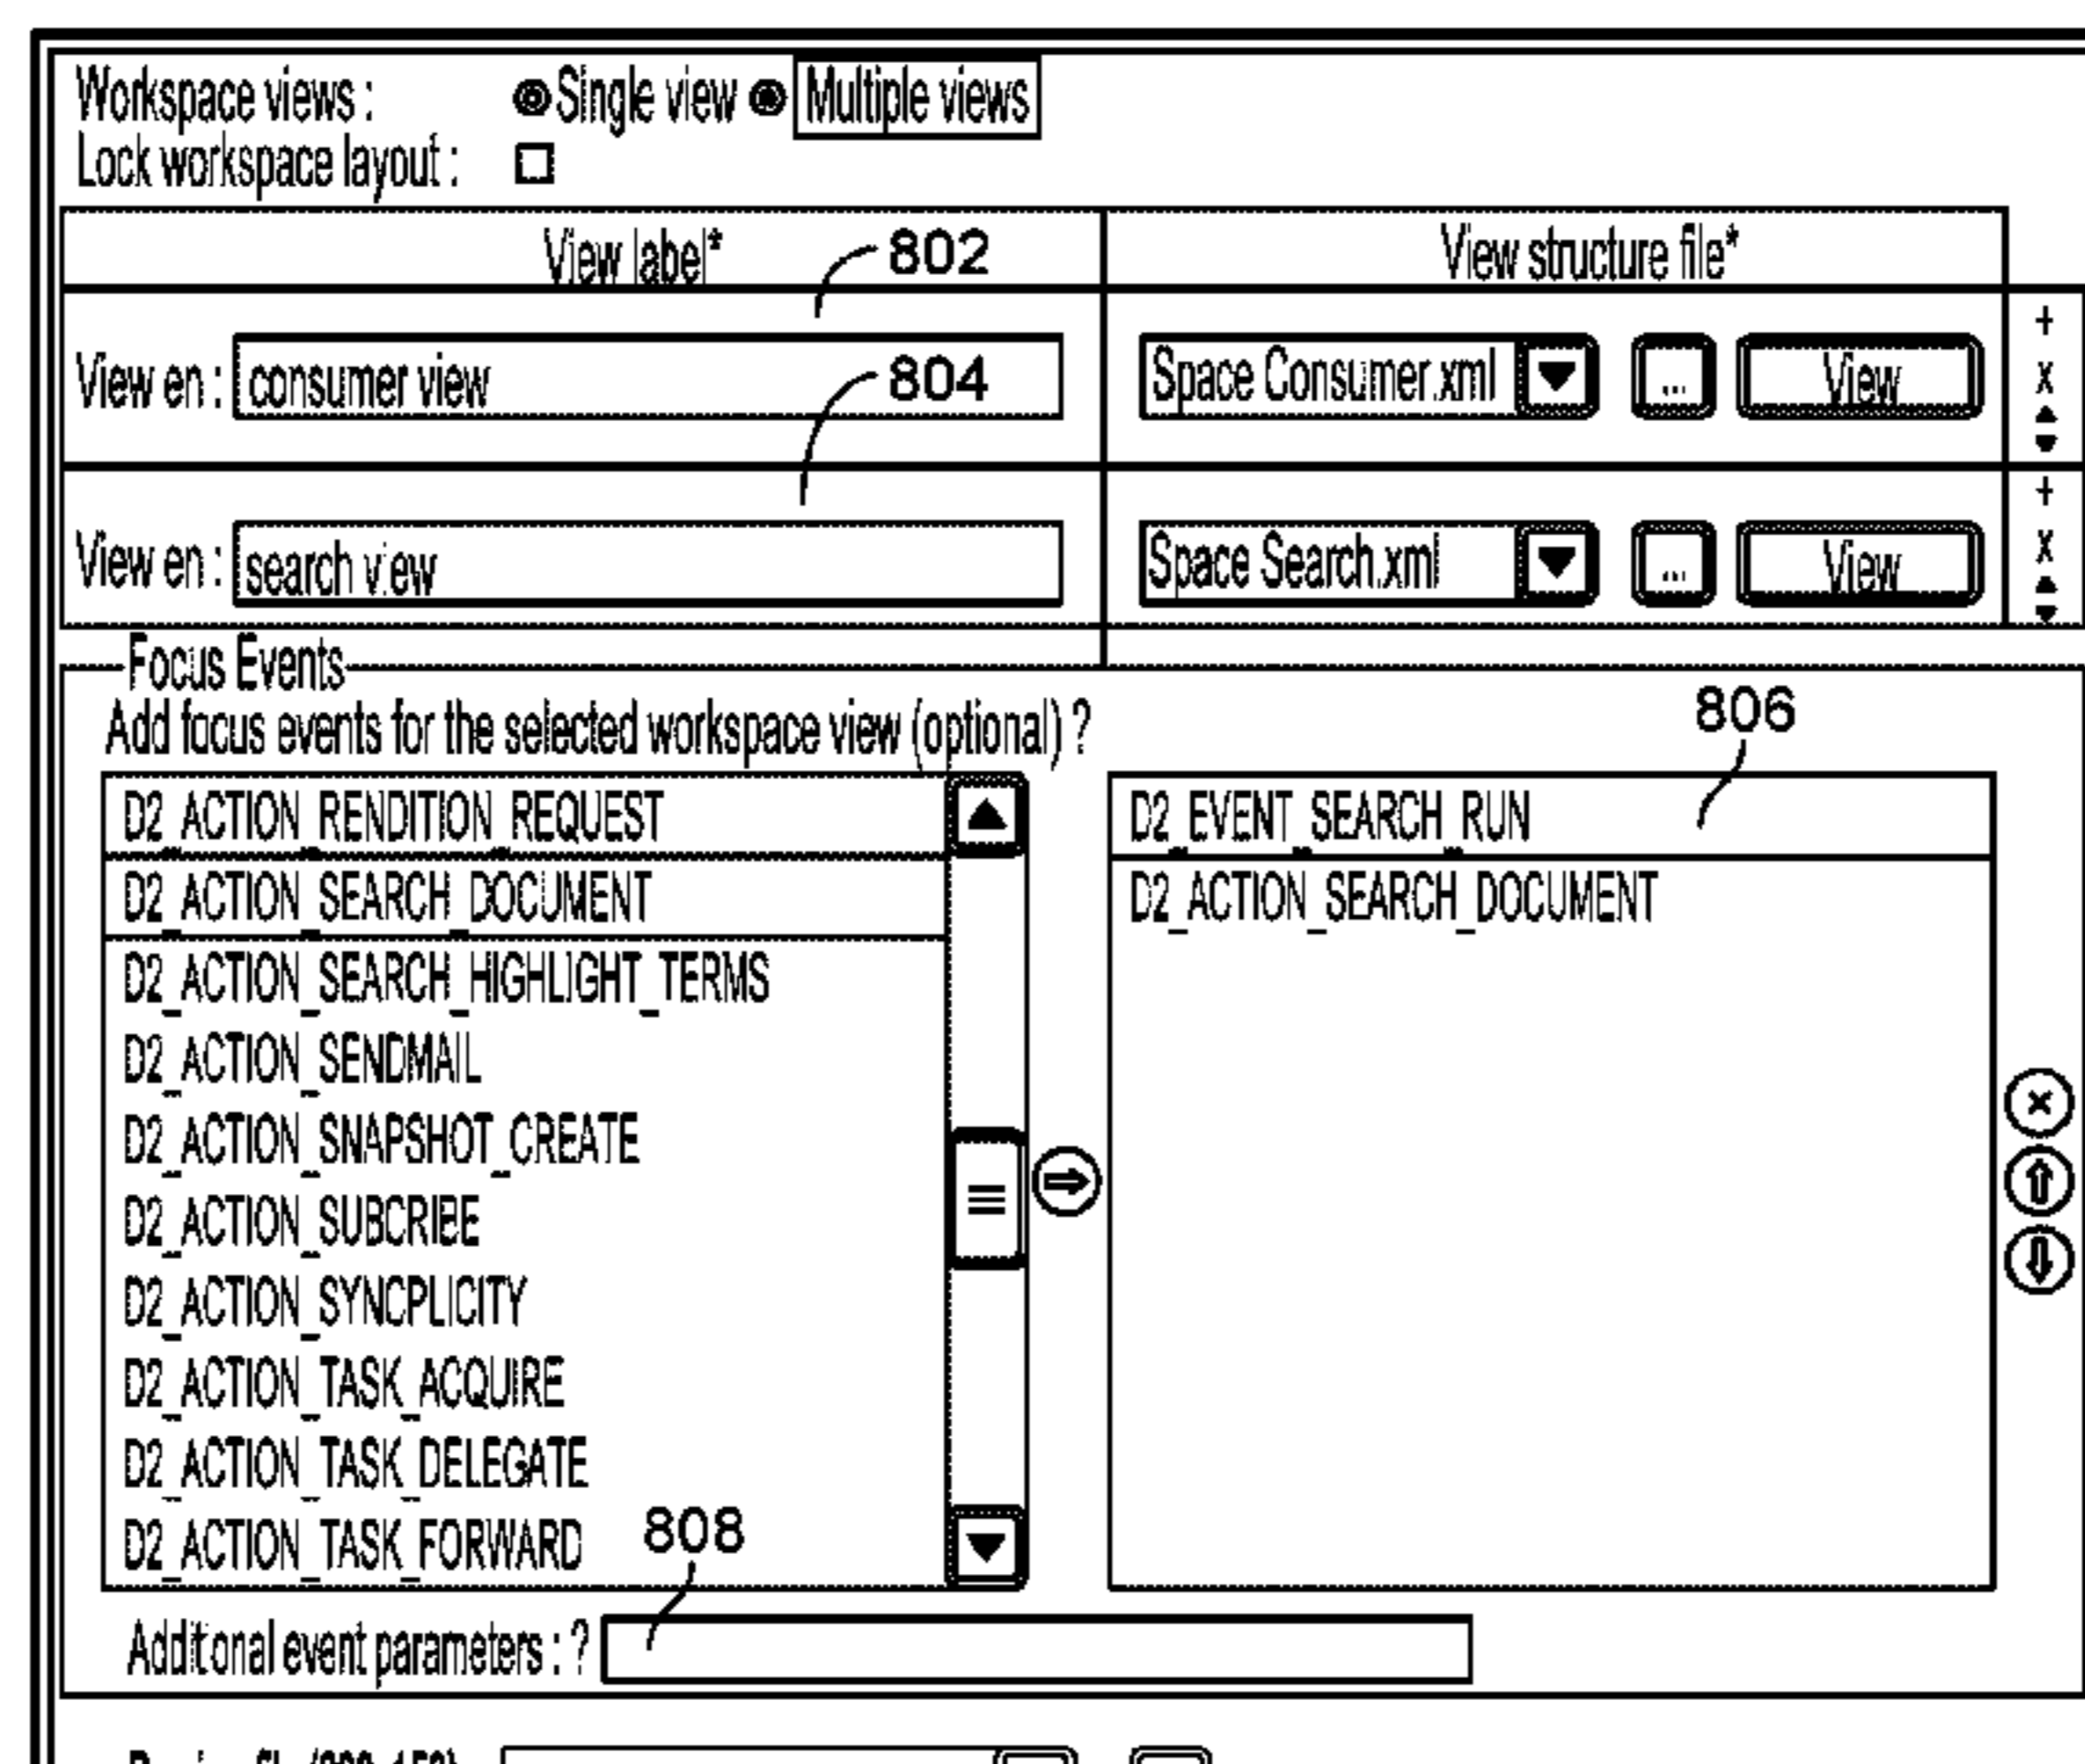 Workspace views : Single view Multiple views
Lock workspace layout :
View label* 802 View structure file*
View en : consumer view 804 Space Consumer.xml ... View + x
View en : search view Space Search.xml ... View + x
Focus Events
Add focus events for the selected workspace view (optional) ? 806
D2_ACTION_RENDITION_REQUEST D2_EVENT_SEARCH_RUN
D2_ACTION_SEARCH_DOCUMENT D2_ACTION_SEARCH_DOCUMENT
D2_ACTION_SEARCH_HIGHLIGHT_TERMS
D2_ACTION_SENDMAIL
D2_ACTION_SNAPSHOT_CREATE
D2_ACTION_SUBCRIBE
D2_ACTION_SYNCPLICITY
D2_ACTION_TASK_ACQUIRE
D2_ACTION_TASK_DELEGATE
D2_ACTION_TASK_FORWARD 808
Additional event parameters : ?